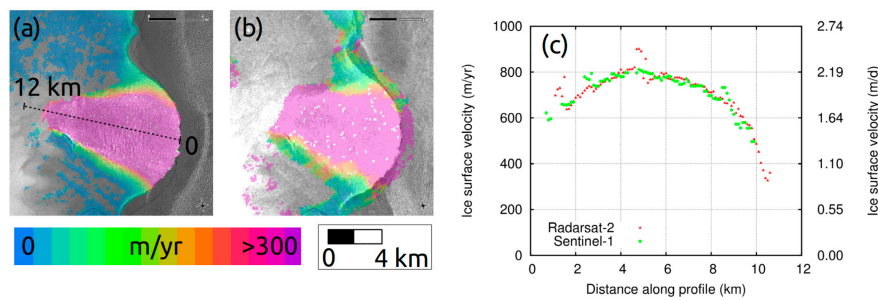 (a)
12 km
0
(b)
0 m/yr >300
0 4 km
(c)
1000
800
600
400
200
0
Ice surface velocity (m/yr)
2.74
2.19
1.64
1.10
0.55
0.00
Ice surface velocity (m/d)
Radarsat-2
Sentinel-1
0 2 4 6 8 10 12
Distance along profile (km)